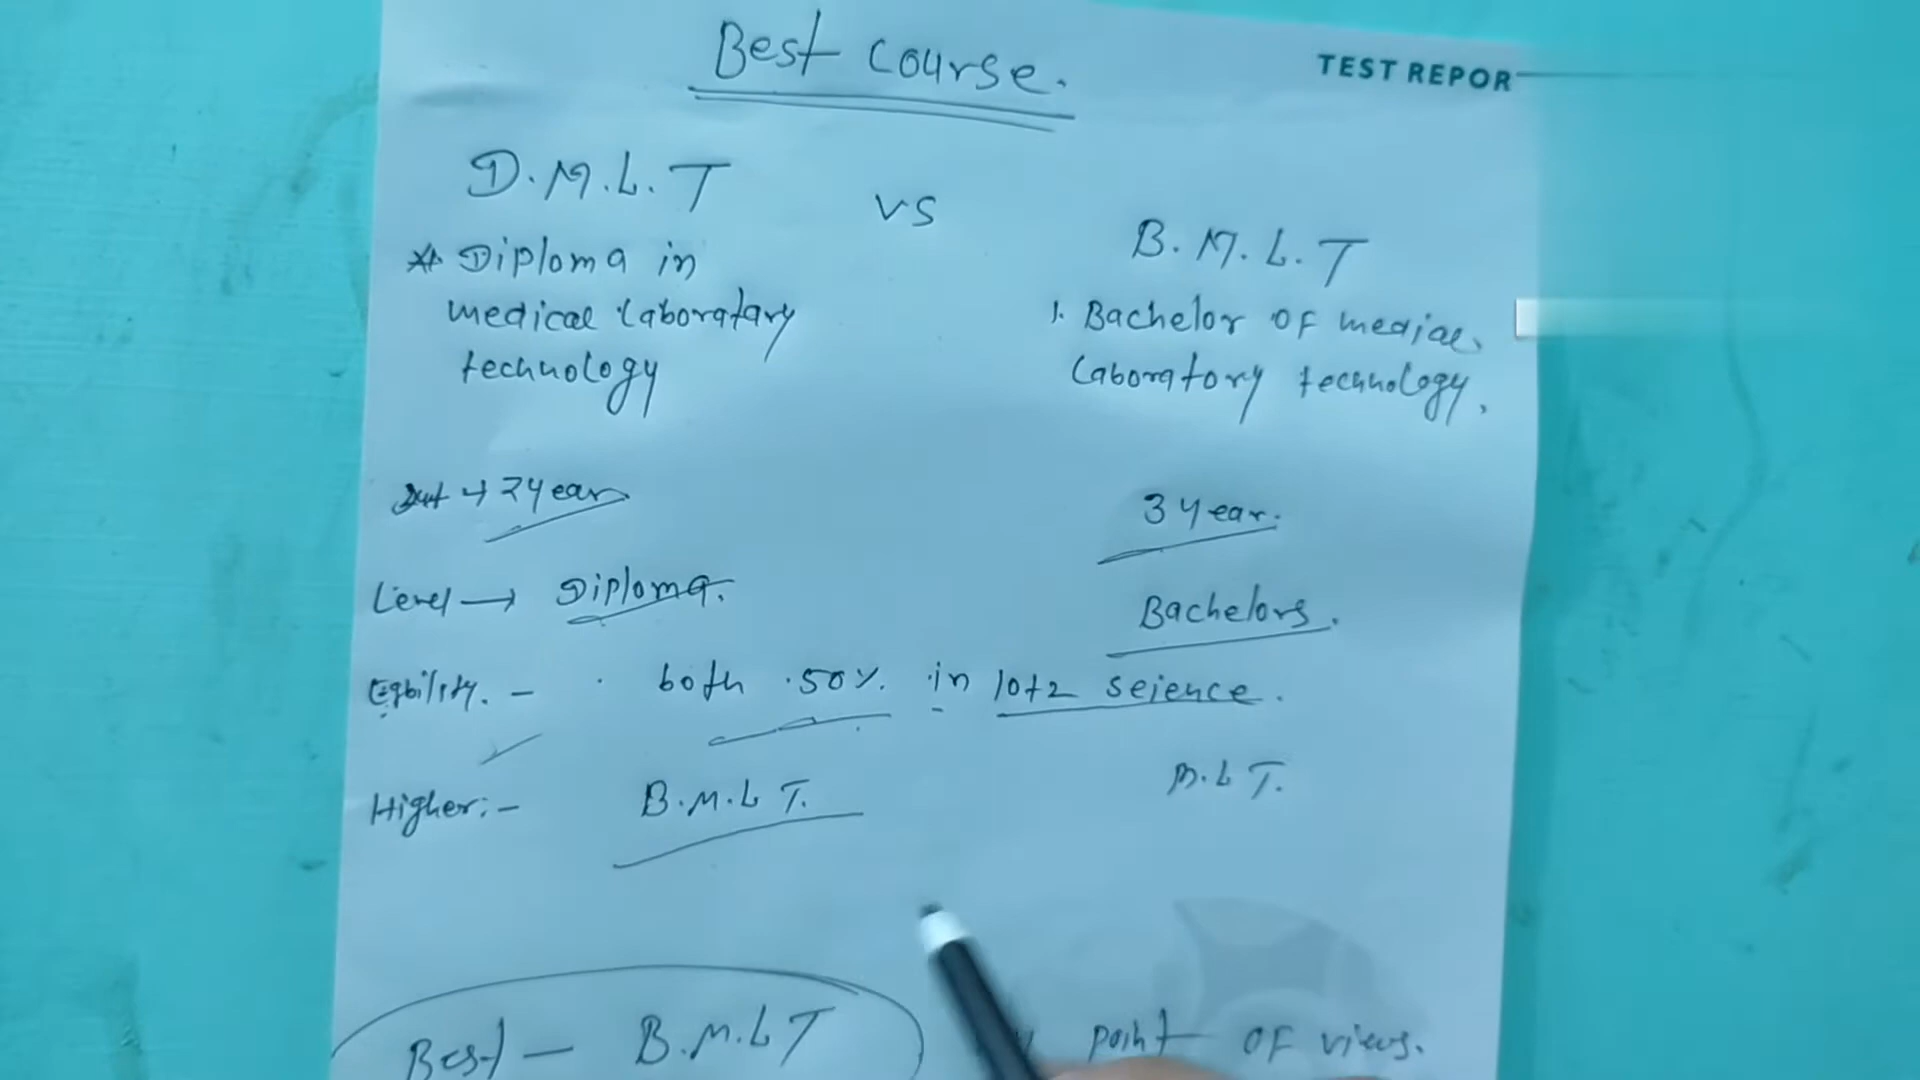 Best course.
TEST REPOR
D.M.L.T
vs
B.M.L.T
Diploma in
medical laboratary
technology
1. Bachelor OF medical
laboratory technology.
→ 2 year
3 year.
Level → Diploma.
Bachelors.
Egbility. - both 50% in 10+2 science.
Higher:- B.M.L T.
M.L T.
Best - B.M.L T
point OF views.